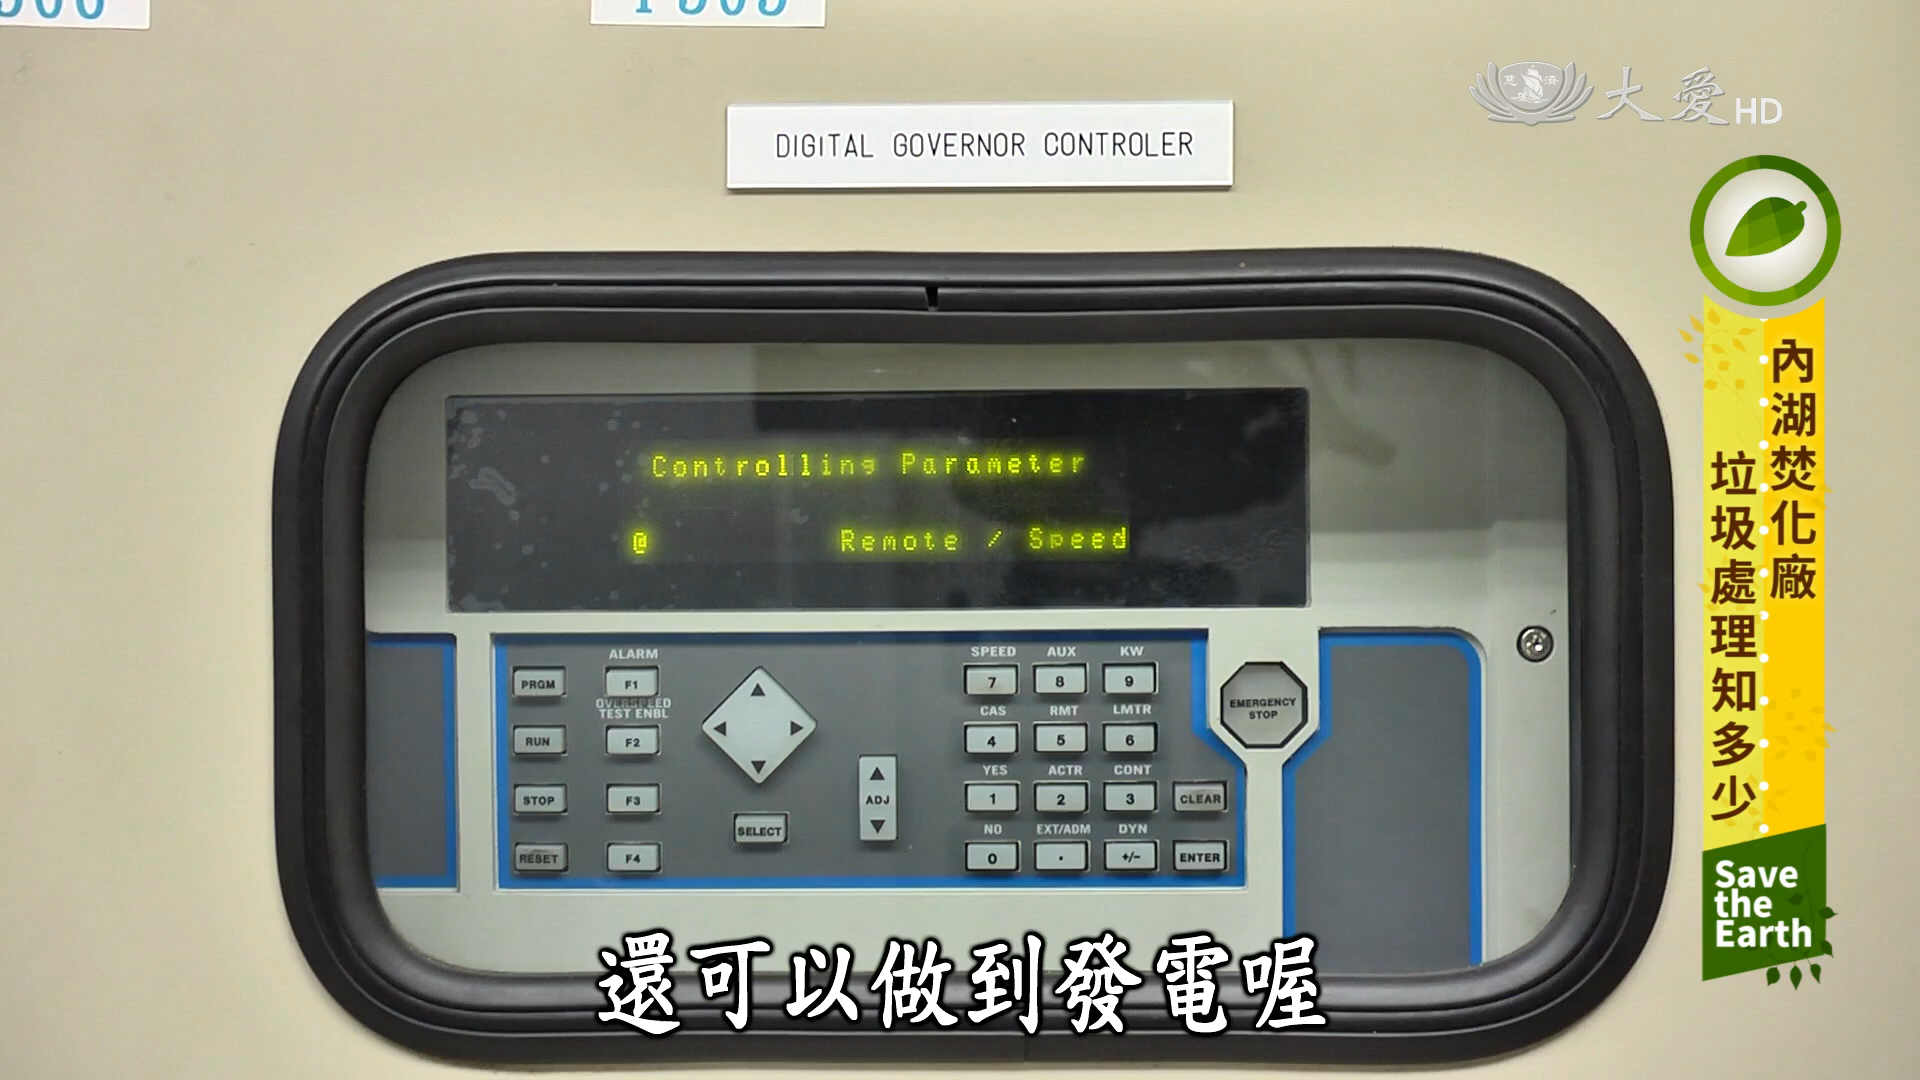 大愛HD
慈濟
DIGITAL GOVERNOR CONTROLER
Controlling Parameter
@ Remote / Speed
內湖焚化廠
垃圾處理知多少
Save
the
Earth
ALARM
PRGM
F1
OVERSPEED
TEST ENBL
RUN
F2
STOP
F3
RESET
F4
SELECT
ADJ
SPEED AUX KW
7 8 9
CAS RMT LMTR
4 5 6
YES ACTR CONT
1 2 3 CLEAR
NO EXT/ADM DYN
0 . +/- ENTER
EMERGENCY
STOP
還可以做到發電喔